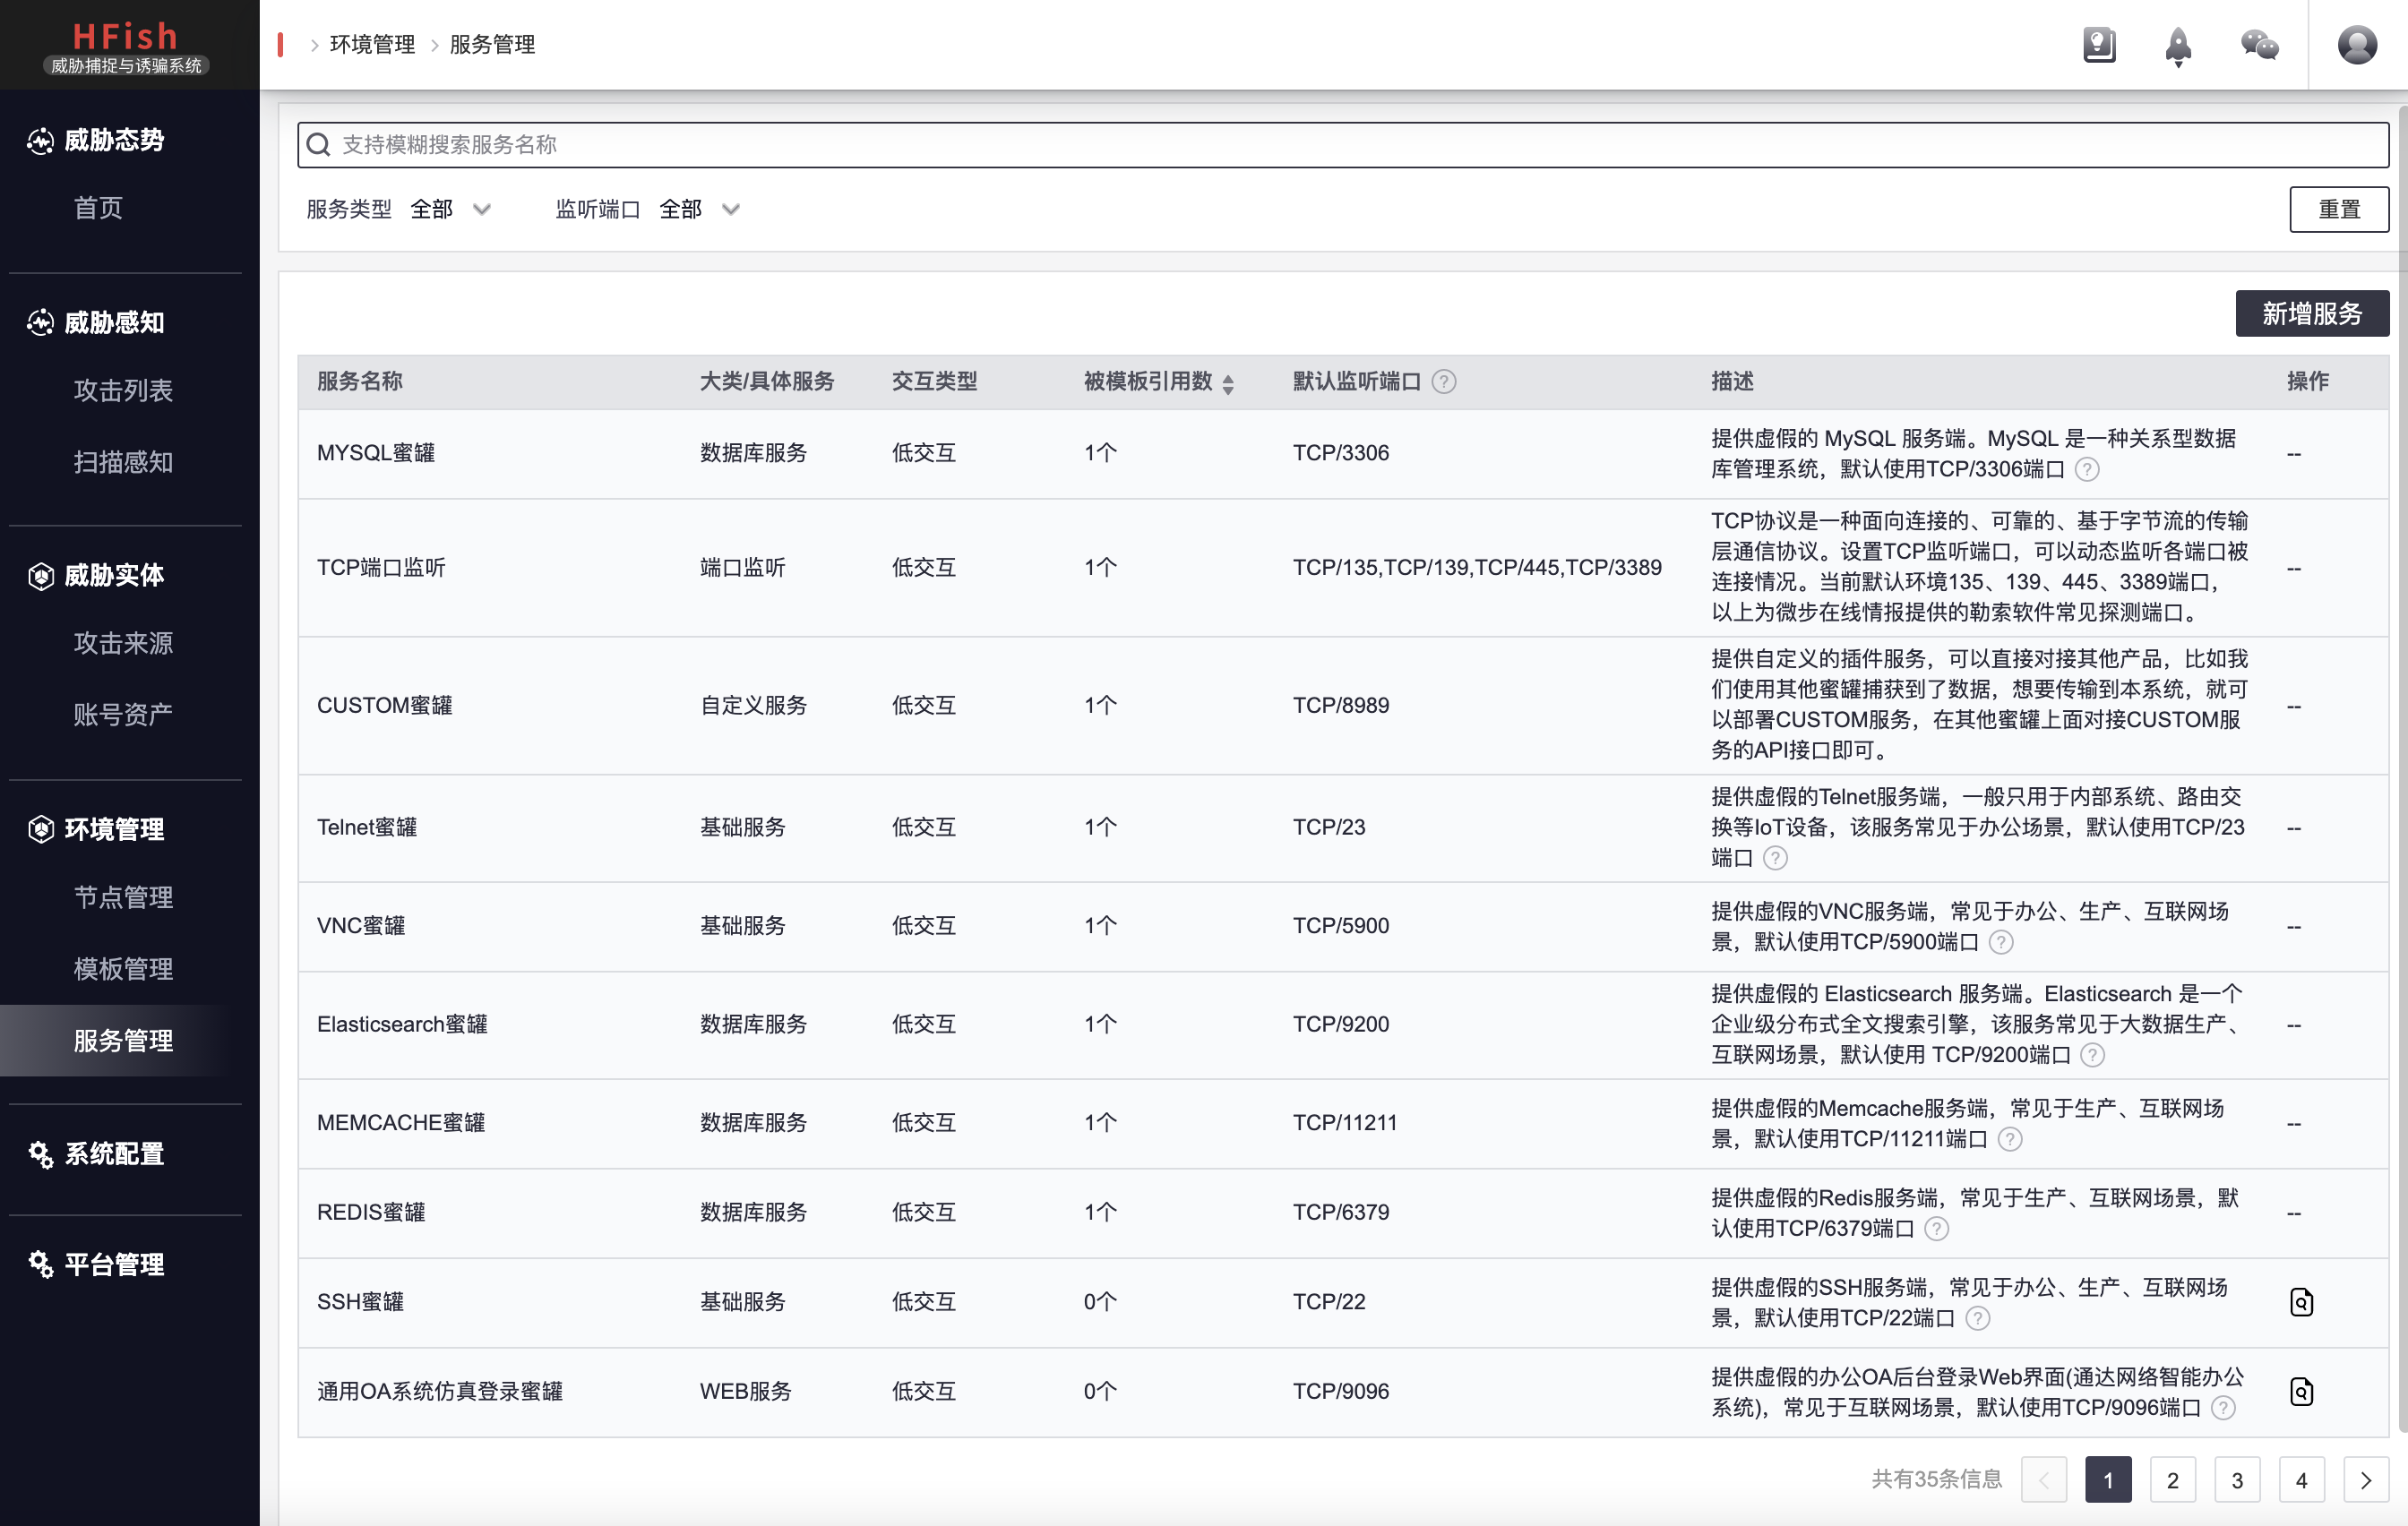 HFish
威胁捕捉与诱骗系统
环境管理
服务管理
威胁态势
首页
威胁感知
攻击列表
扫描感知
威胁实体
攻击来源
账号资产
环境管理
节点管理
模板管理
服务管理
系统配置
平台管理
支持模糊搜索服务名称
服务类型 全部 监听端口 全部 重置
新增服务
服务名称 大类/具体服务 交互类型 被模板引用数 默认监听端口 描述 操作
MYSQL蜜罐 数据库服务 低交互 1个 TCP/3306
提供虚假的 MySQL 服务端。MySQL 是一种关系型数据
库管理系统，默认使用TCP/3306端口
--
TCP端口监听 端口监听 低交互 1个 TCP/135,TCP/139,TCP/445,TCP/3389
TCP协议是一种面向连接的、可靠的、基于字节流的传输
层通信协议。设置TCP监听端口，可以动态监听各端口被
连接情况。当前默认环境135、139、445、3389端口，
以上为微步在线情报提供的勒索软件常见探测端口。
--
CUSTOM蜜罐 自定义服务 低交互 1个 TCP/8989
提供自定义的插件服务，可以直接对接其他产品，比如我
们使用其他蜜罐捕获到了数据，想要传输到本系统，就可
以部署CUSTOM服务，在其他蜜罐上面对接CUSTOM服
务的API接口即可。
--
Telnet蜜罐 基础服务 低交互 1个 TCP/23
提供虚假的Telnet服务端，一般只用于内部系统、路由交
换等IoT设备，该服务常见于办公场景，默认使用TCP/23
端口
--
VNC蜜罐 基础服务 低交互 1个 TCP/5900
提供虚假的VNC服务端，常见于办公、生产、互联网场
景，默认使用TCP/5900端口
--
Elasticsearch蜜罐 数据库服务 低交互 1个 TCP/9200
提供虚假的 Elasticsearch 服务端。Elasticsearch 是一个
企业级分布式全文搜索引擎，该服务常见于大数据生产、
互联网场景，默认使用 TCP/9200端口
--
MEMCACHE蜜罐 数据库服务 低交互 1个 TCP/11211
提供虚假的Memcache服务端，常见于生产、互联网场
景，默认使用TCP/11211端口
--
REDIS蜜罐 数据库服务 低交互 1个 TCP/6379
提供虚假的Redis服务端，常见于生产、互联网场景，默
认使用TCP/6379端口
--
SSH蜜罐 基础服务 低交互 0个 TCP/22
提供虚假的SSH服务端，常见于办公、生产、互联网场
景，默认使用TCP/22端口
通用OA系统仿真登录蜜罐 WEB服务 低交互 0个 TCP/9096
提供虚假的办公OA后台登录Web界面(通达网络智能办公
系统)，常见于互联网场景，默认使用TCP/9096端口
共有35条信息 1 2 3 4